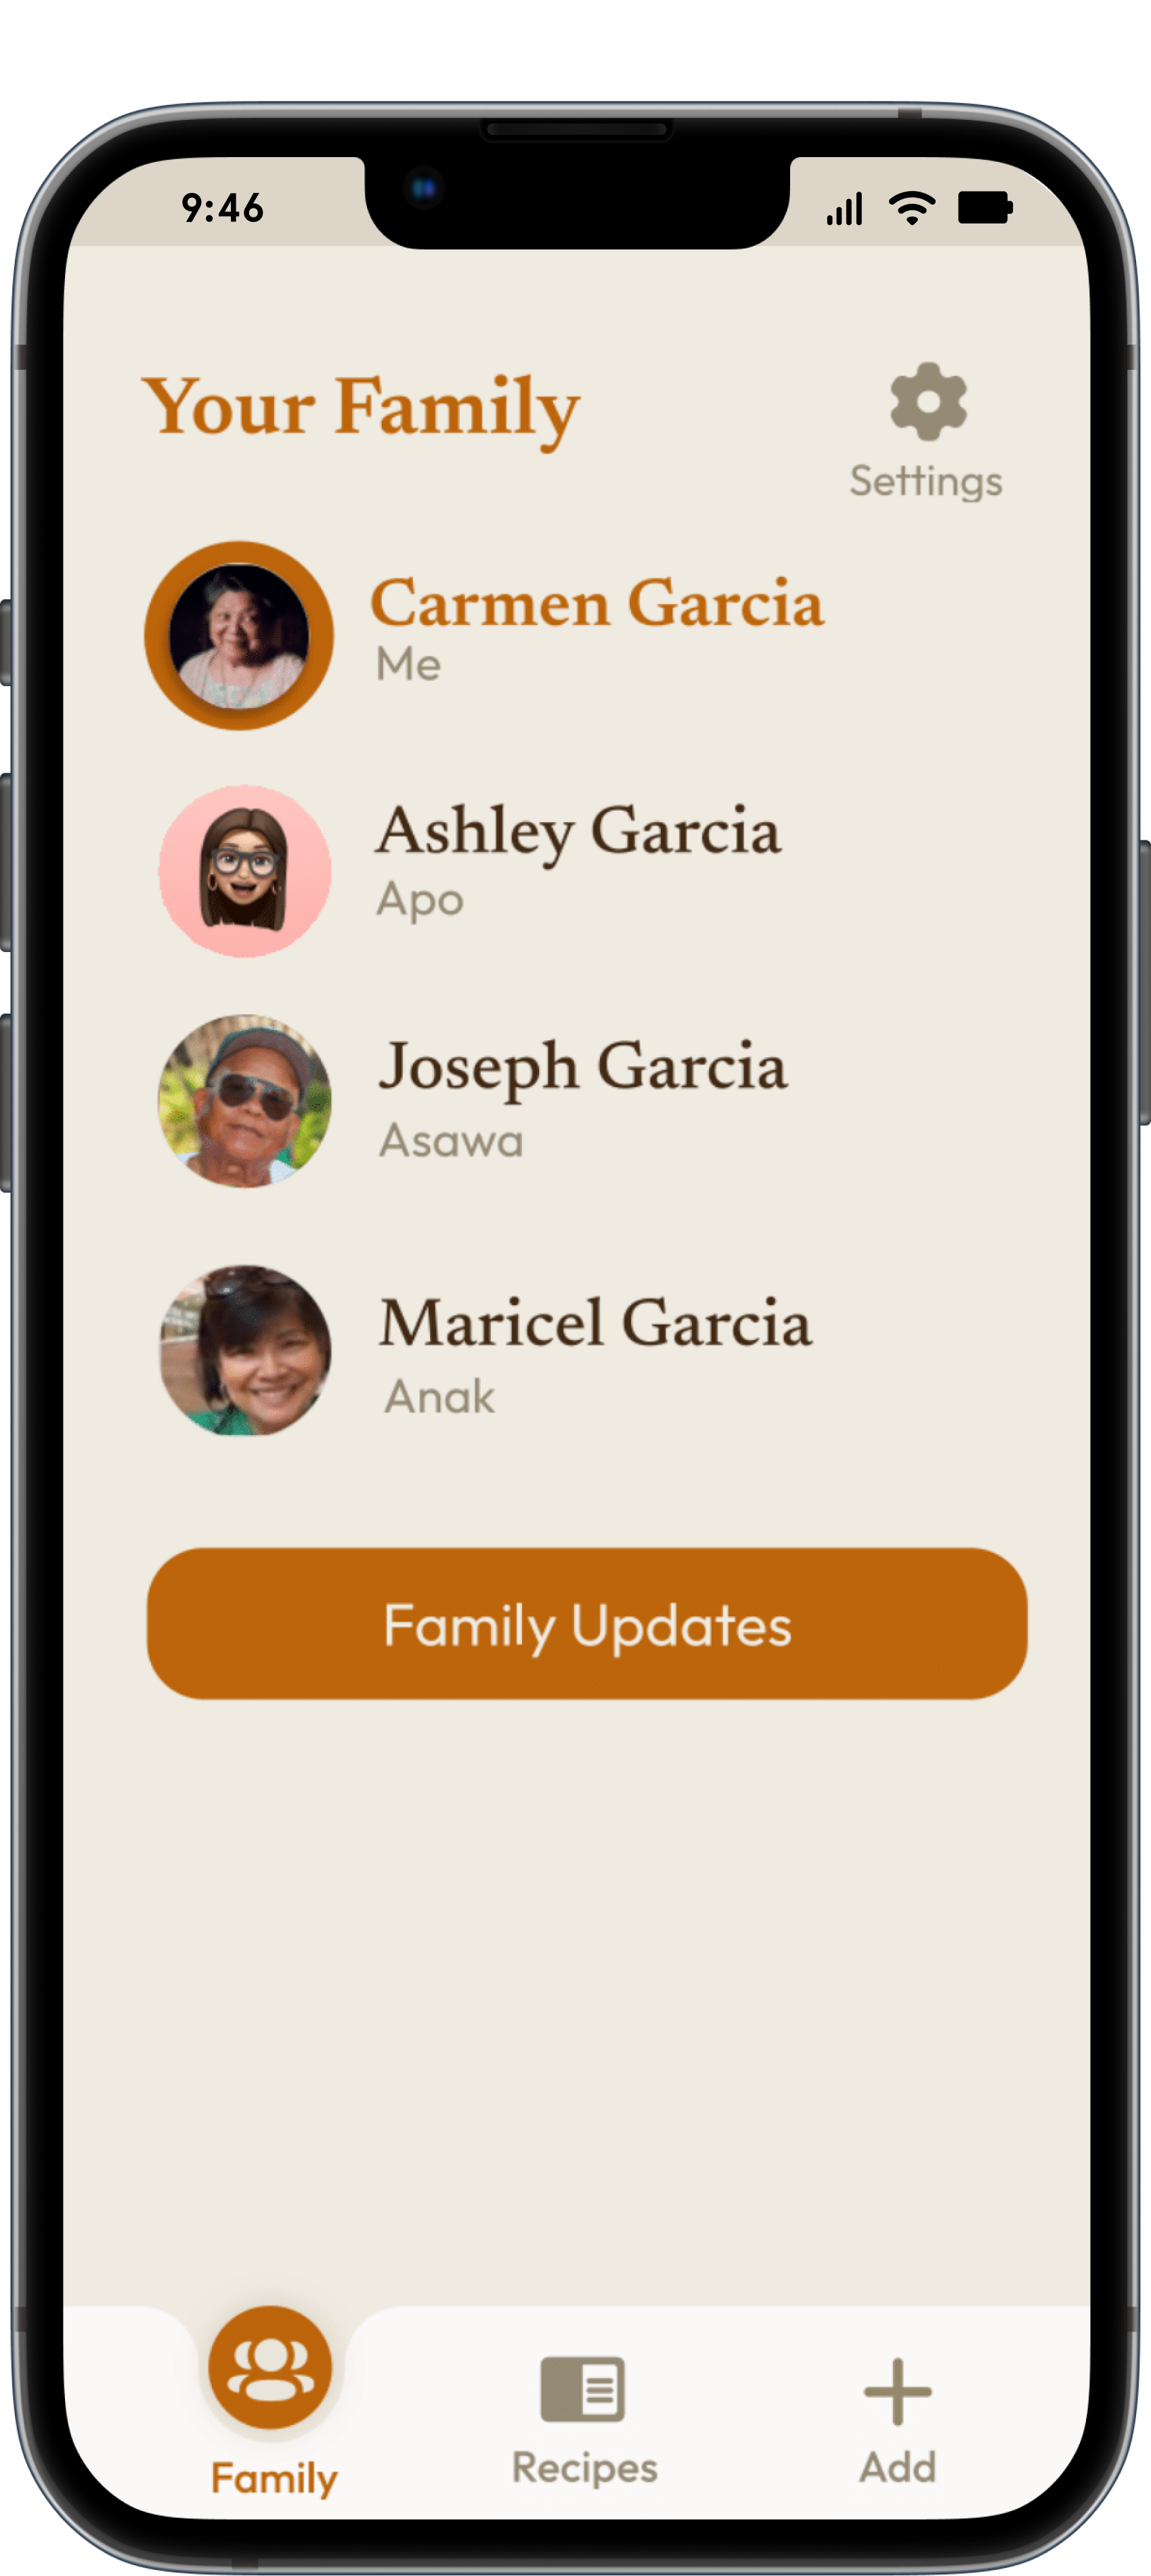 9:46
Your Family
Settings
Carmen Garcia
Me
Ashley Garcia
Apo
Joseph Garcia
Asawa
Maricel Garcia
Anak
Family Updates
Family
Recipes
Add